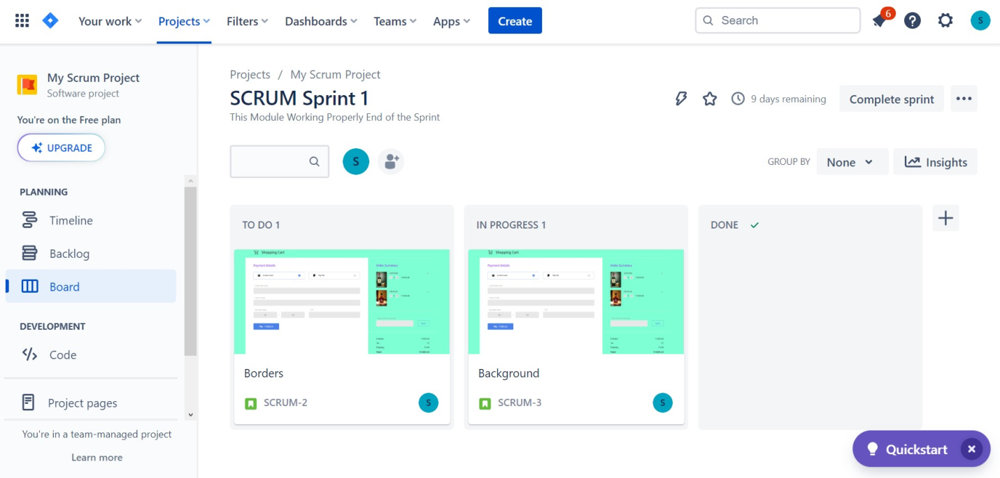 Your work Projects Filters Dashboards Teams Apps Create Search 6 S
My Scrum Project
Software project
You're on the Free plan
UPGRADE
PLANNING
Timeline
Backlog
Board
DEVELOPMENT
Code
Project pages
You're in a team-managed project
Learn more
Projects / My Scrum Project
SCRUM Sprint 1
This Module Working Properly End of the Sprint
9 days remaining Complete sprint
S
GROUP BY None Insights
TO DO 1
Shopping Cart
Payment Details
Order Summary
Borders
SCRUM-2 S
IN PROGRESS 1
Shopping Cart
Payment Details
Order Summary
Background
SCRUM-3 S
DONE
Quickstart